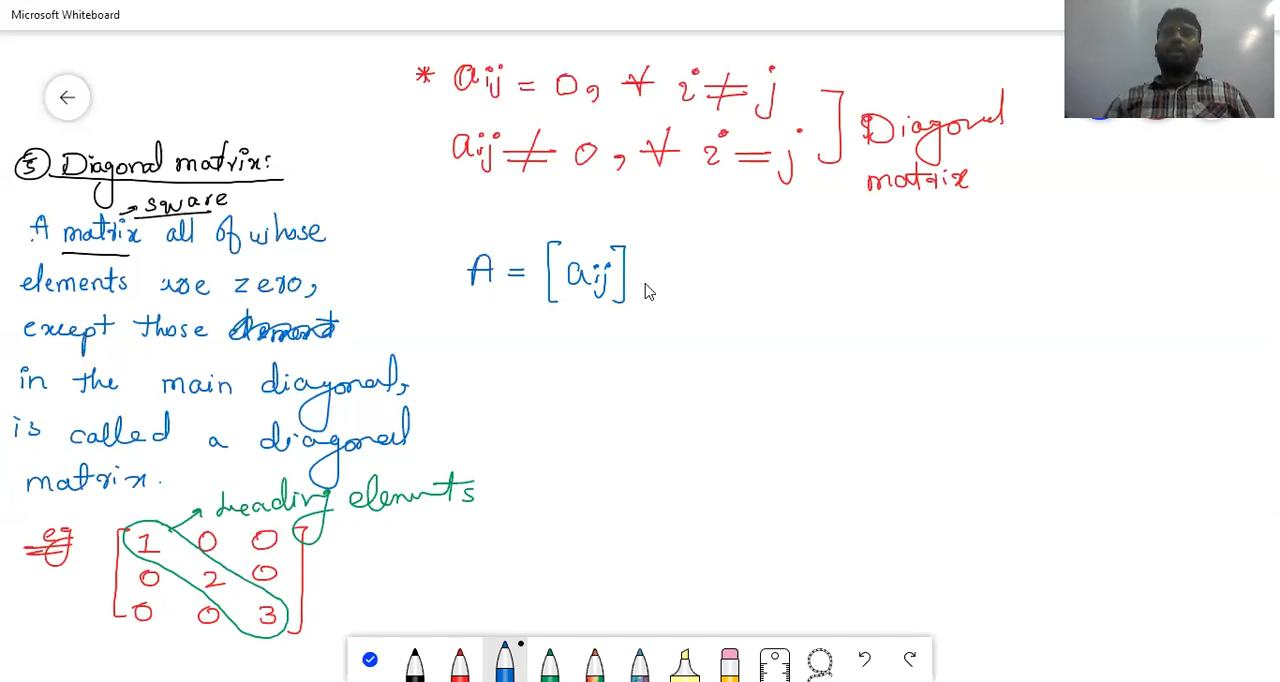 Microsoft Whiteboard
* aij = 0, ∀ i ≠ j
aij ≠ 0, ∀ i = j ] Diagonal
matrix
⑤ Diagonal matrix:
→ square
A matrix all of whose
elements are zero,
except those
in the main diagonal,
is called a diagonal
matrix.
A = [aij]
→ Leading elements
eg
1 0 0
0 2 0
0 0 3